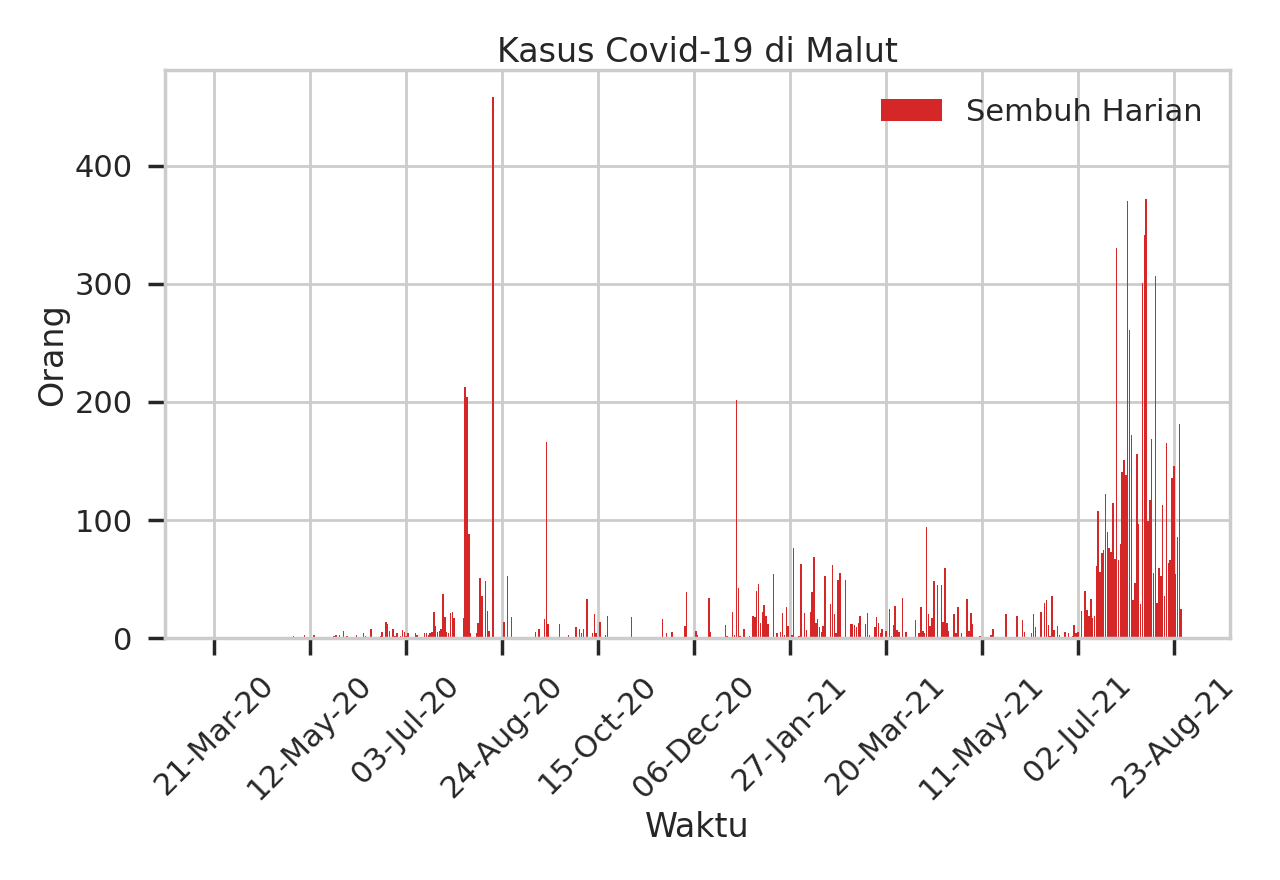 Kasus Covid-19 di Malut
Sembuh Harian
Orang
400
300
200
100
0
21-Mar-20
12-May-20
03-Jul-20
24-Aug-20
15-Oct-20
06-Dec-20
27-Jan-21
20-Mar-21
11-May-21
02-Jul-21
23-Aug-21
Waktu